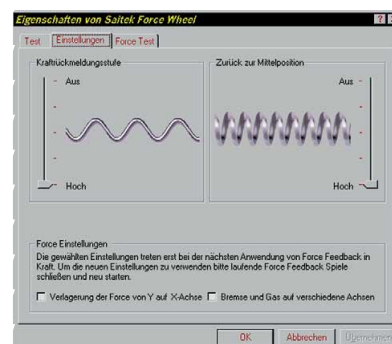 Eigenschaften von Saitek Force Wheel
Test Einstellungen Force Test
Kraftrückmeldungsstufe
Aus
Hoch
Zurück zur Mittelposition
Aus
Hoch
Force Einstellungen
Die gewählten Einstellungen treten erst bei der nächsten Anwendung von Force Feedback in
Kraft. Um die neuen Einstellungen zu verwenden bitte laufende Force Feedback Spiele
schließen und neu starten.
Verlagerung der Force von Y auf X-Achse Bremse und Gas auf verschiedene Achsen
OK Abbrechen Übernehmen